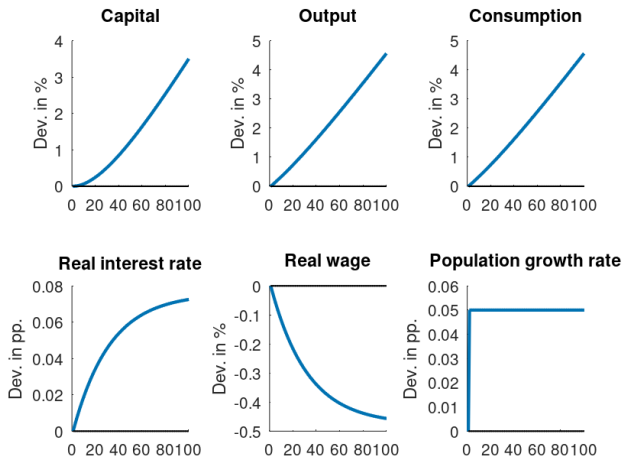 Capital
Output
Consumption
4
3
2
1
0
Dev. in %
0 20 40 60 80 100
5
4
3
2
1
0
Dev. in %
0 20 40 60 80 100
5
4
3
2
1
0
Dev. in %
0 20 40 60 80 100
Real interest rate
Real wage
Population growth rate
0.08
0.06
0.04
0.02
0
Dev. in pp.
0 20 40 60 80 100
0
-0.1
-0.2
-0.3
-0.4
-0.5
Dev. in %
0 20 40 60 80 100
0.06
0.05
0.04
0.03
0.02
0.01
0
Dev. in pp.
0 20 40 60 80 100